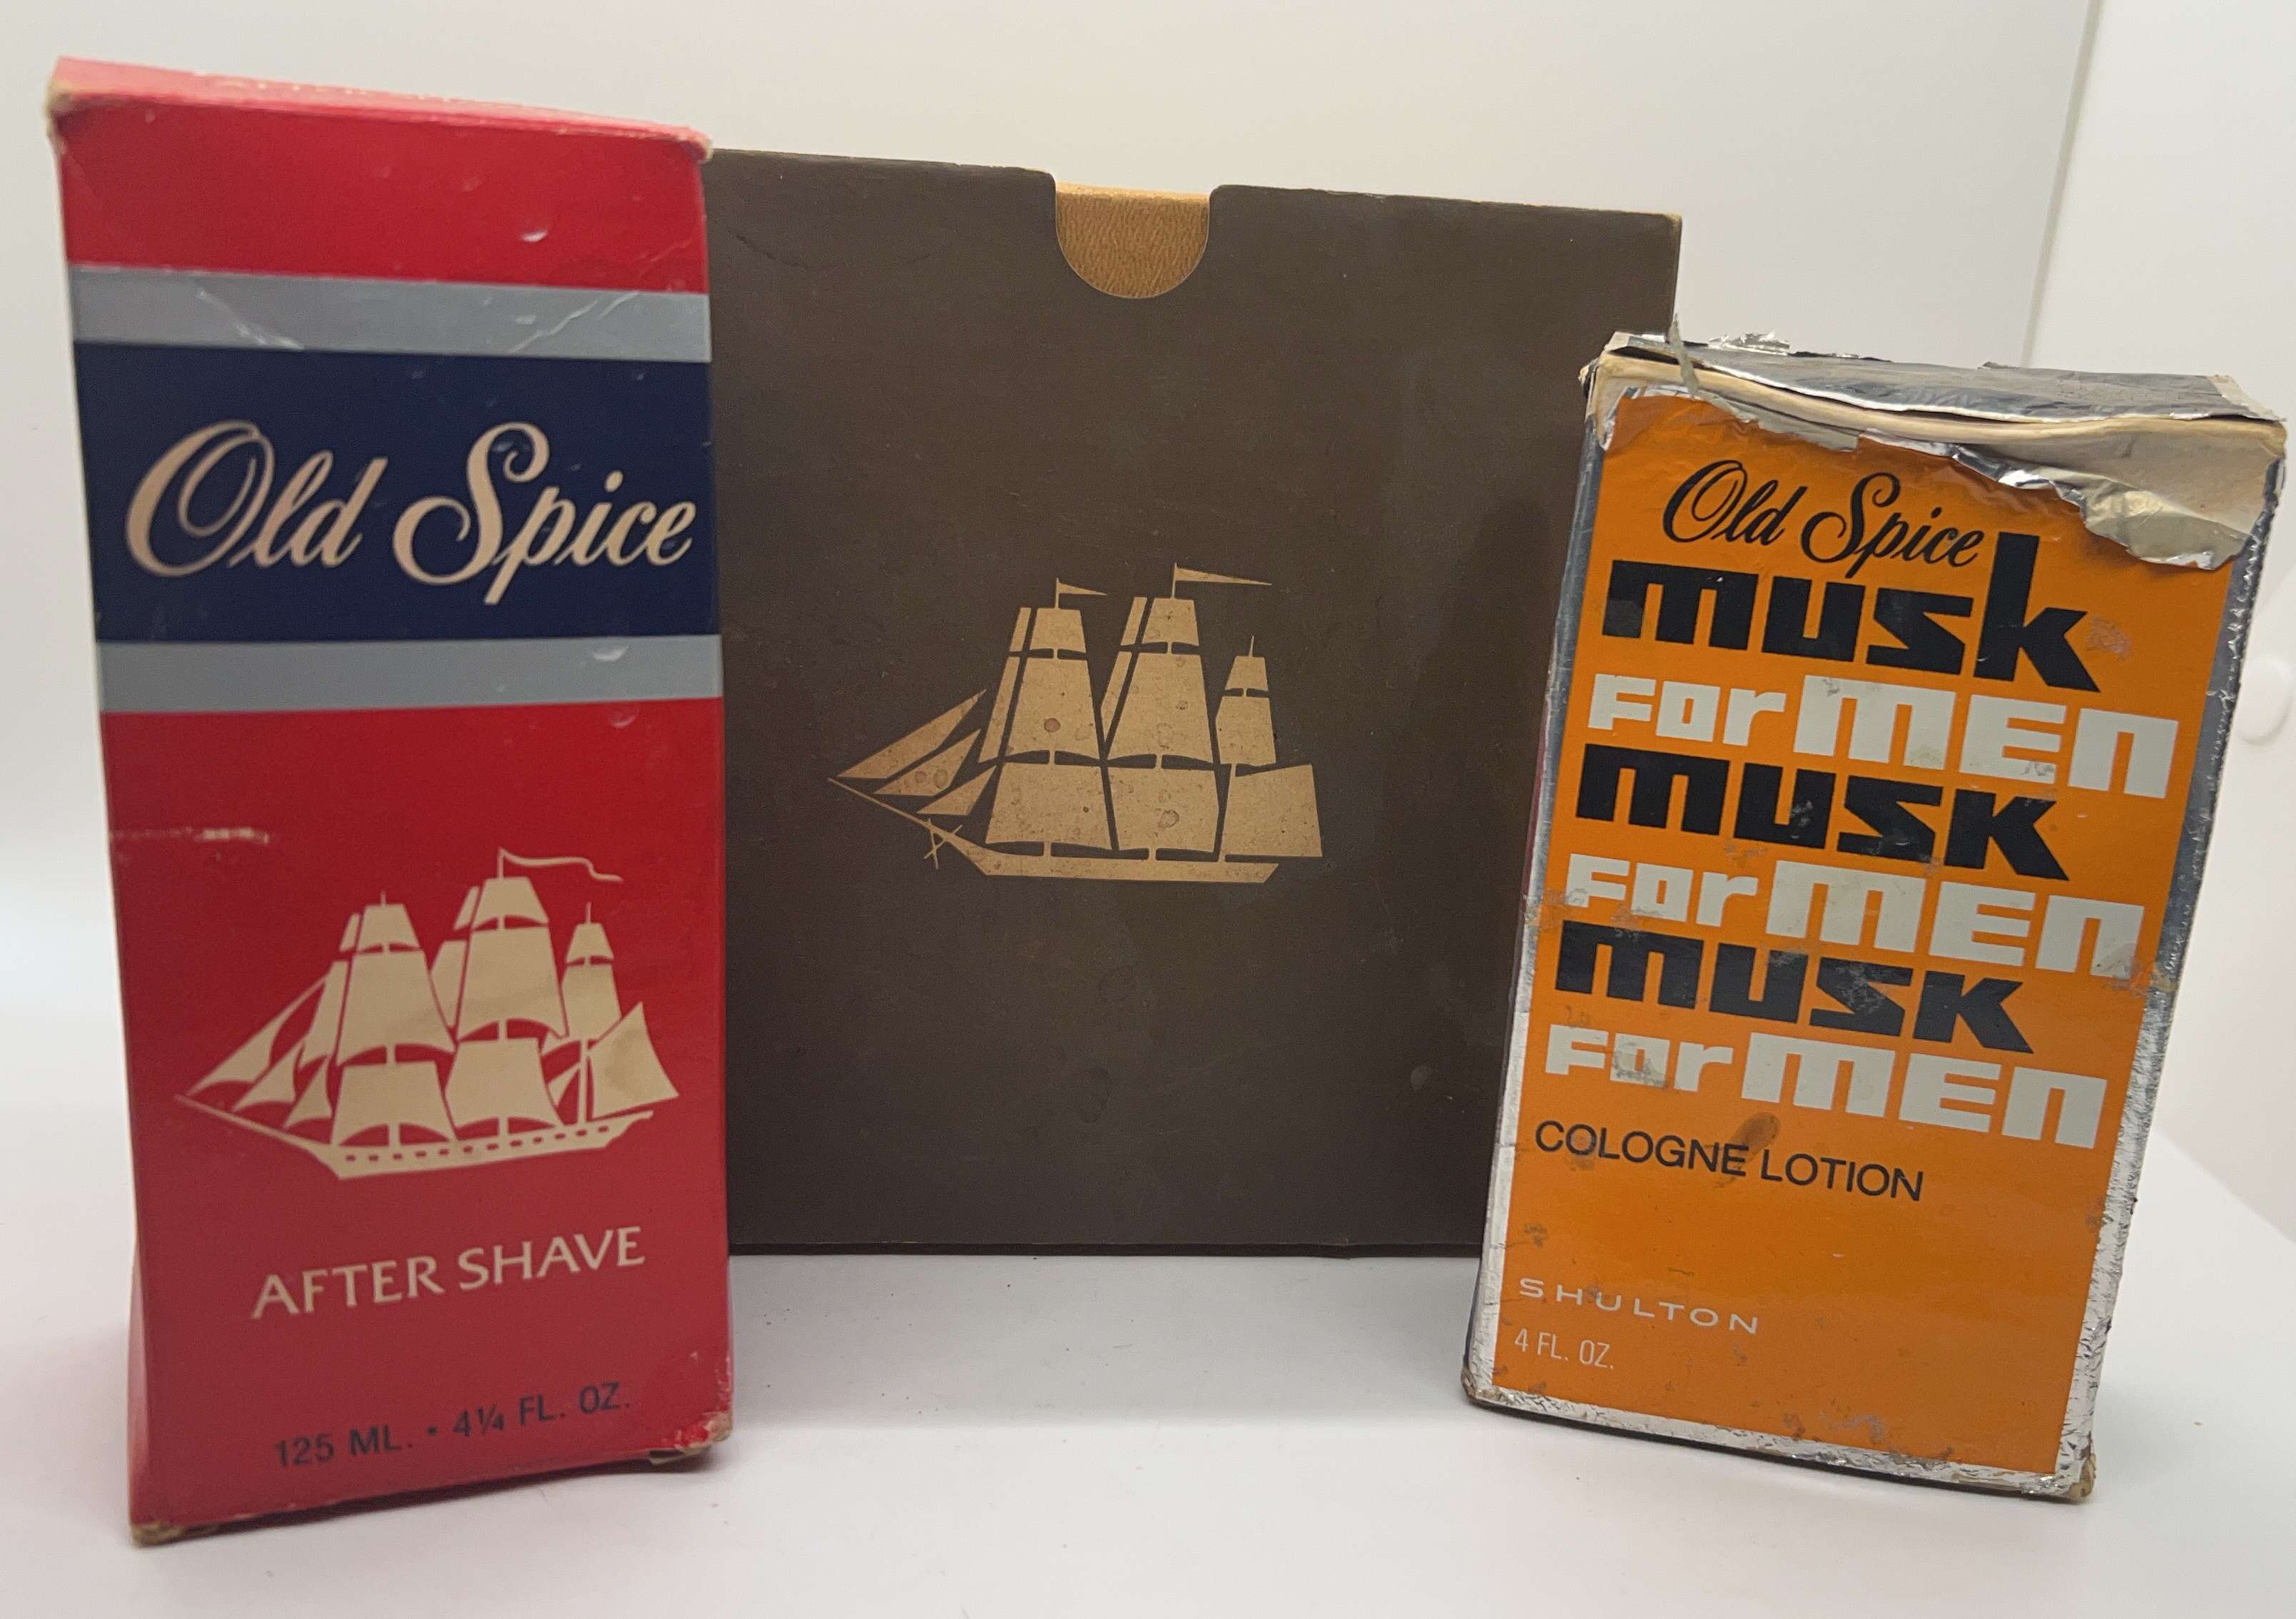 Old Spice
AFTER SHAVE
125 ML. • 4¼ FL. OZ.
Old Spice
musk
for men
musk
for men
musk
for men
COLOGNE LOTION
SHULTON
4 FL. OZ.